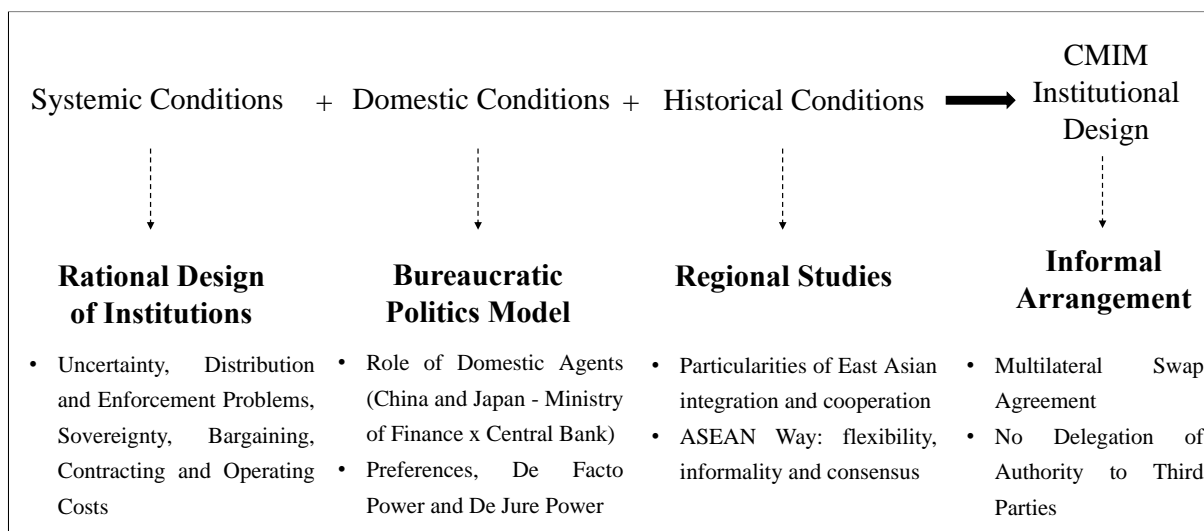 Systemic Conditions + Domestic Conditions + Historical Conditions
CMIM
Institutional
Design
Rational Design
of Institutions
• Uncertainty, Distribution
and Enforcement Problems,
Sovereignty, Bargaining,
Contracting and Operating
Costs
Bureaucratic
Politics Model
• Role of Domestic Agents
(China and Japan - Ministry
of Finance x Central Bank)
• Preferences, De Facto
Power and De Jure Power
Regional Studies
• Particularities of East Asian
integration and cooperation
• ASEAN Way: flexibility,
informality and consensus
Informal
Arrangement
• Multilateral Swap
Agreement
• No Delegation of
Authority to Third
Parties